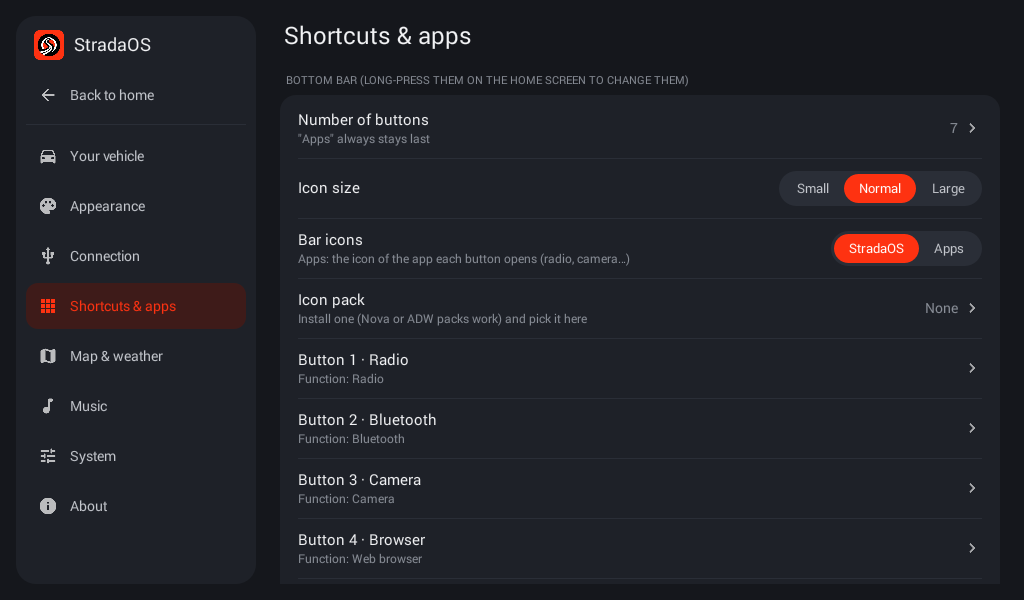 StradaOS
Back to home
Your vehicle
Appearance
Connection
Shortcuts & apps
Map & weather
Music
System
About
Shortcuts & apps
BOTTOM BAR (LONG-PRESS THEM ON THE HOME SCREEN TO CHANGE THEM)
Number of buttons
"Apps" always stays last
7
Icon size
Small Normal Large
Bar icons
Apps: the icon of the app each button opens (radio, camera…)
StradaOS Apps
Icon pack
Install one (Nova or ADW packs work) and pick it here
None
Button 1 · Radio
Function: Radio
Button 2 · Bluetooth
Function: Bluetooth
Button 3 · Camera
Function: Camera
Button 4 · Browser
Function: Web browser